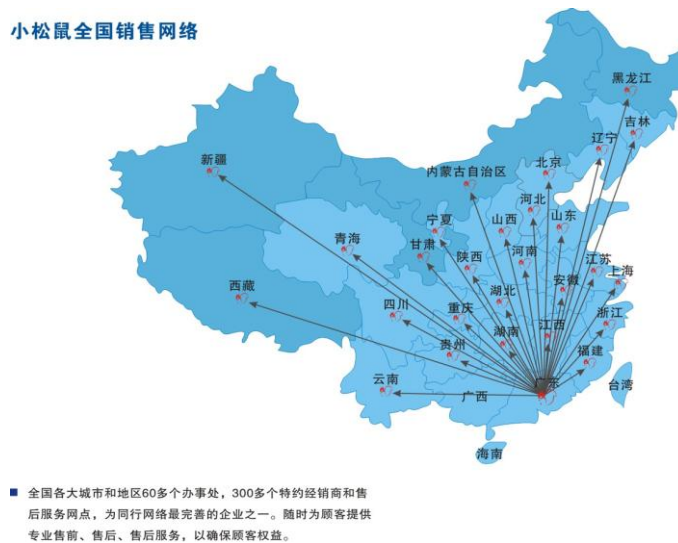 小松鼠全国销售网络
黑龙江
吉林
辽宁
新疆
北京
内蒙古自治区
河北
宁夏
山西
山东
青海
甘肃
陕西
河南
江苏
上海
西藏
安徽
四川
重庆
湖北
浙江
江西
湖南
贵州
福建
云南
广西
广东
台湾
海南
全国各大城市和地区60多个办事处，300多个特约经销商和售
后服务网点，为同行网络最完善的企业之一。随时为顾客提供
专业售前、售后、售后服务，以确保顾客权益。